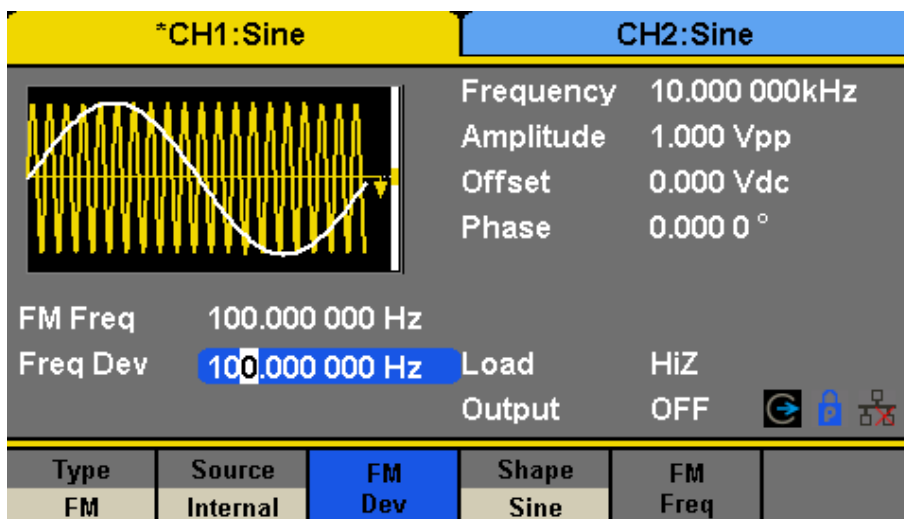 *CH1:Sine
CH2:Sine
Frequency 10.000 000kHz
Amplitude 1.000 Vpp
Offset 0.000 Vdc
Phase 0.000 0 °
FM Freq 100.000 000 Hz
Freq Dev 100.000 000 Hz
Load HiZ
Output OFF
P
Type
FM
Source
Internal
FM
Dev
Shape
Sine
FM
Freq